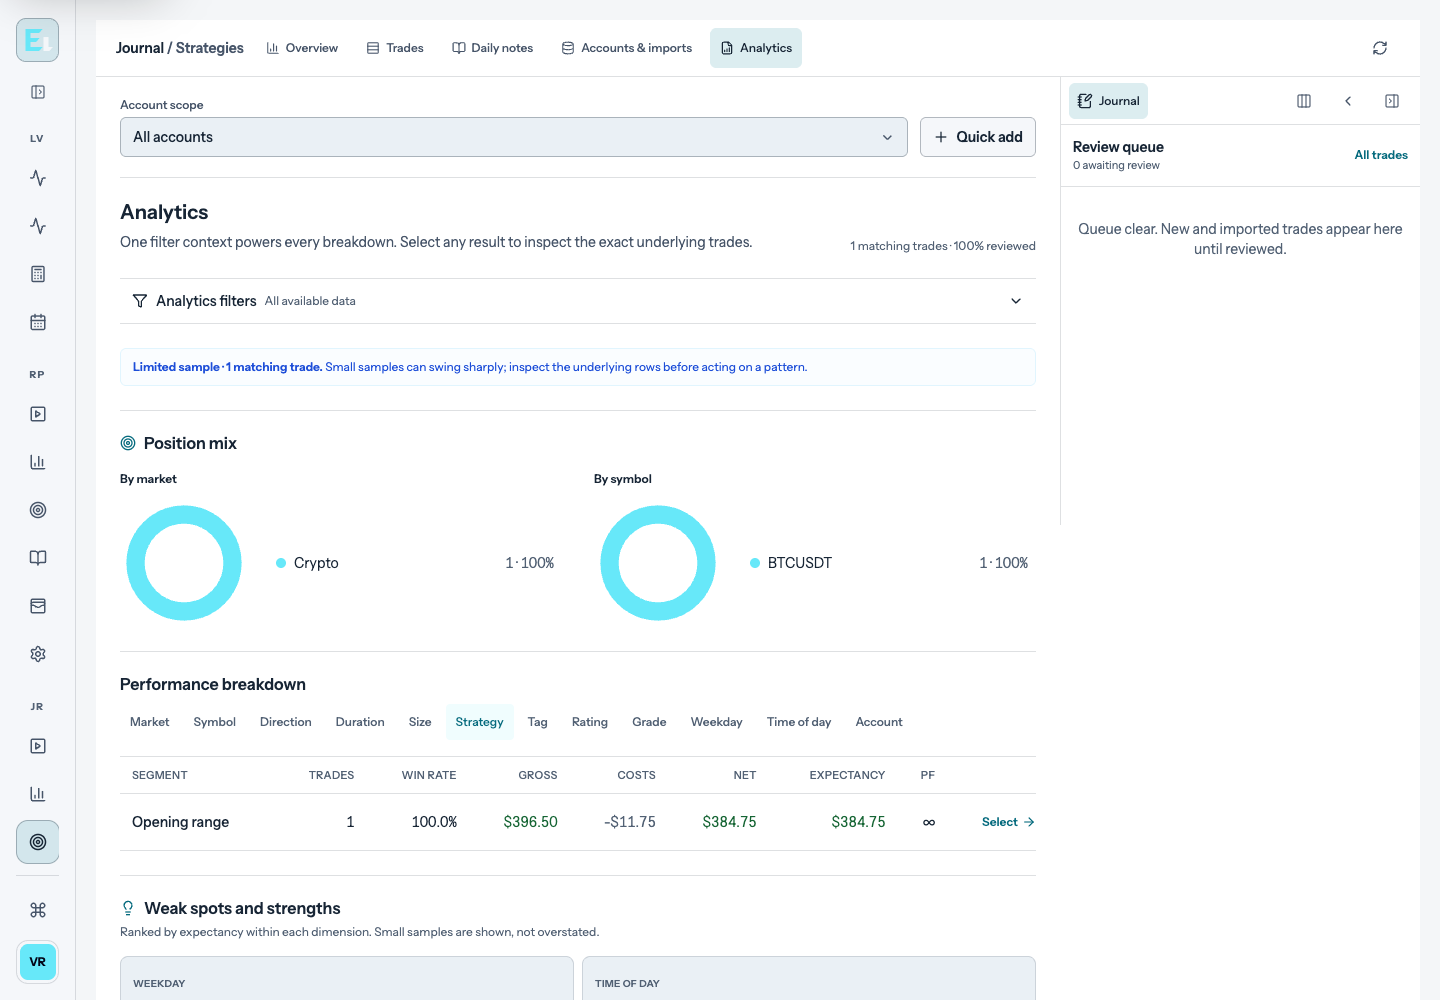 EL
Journal / Strategies
Overview
Trades
Daily notes
Accounts & imports
Analytics
LV
RP
JR
VR
Account scope
All accounts
Quick add
Analytics
One filter context powers every breakdown. Select any result to inspect the exact underlying trades.
1 matching trades · 100% reviewed
Analytics filters All available data
Limited sample · 1 matching trade. Small samples can swing sharply; inspect the underlying rows before acting on a pattern.
Position mix
By market
Crypto
1 · 100%
By symbol
BTCUSDT
1 · 100%
Performance breakdown
Market Symbol Direction Duration Size Strategy Tag Rating Grade Weekday Time of day Account
SEGMENT TRADES WIN RATE GROSS COSTS NET EXPECTANCY PF
Opening range 1 100.0% $396.50 -$11.75 $384.75 $384.75 ∞ Select →
Weak spots and strengths
Ranked by expectancy within each dimension. Small samples are shown, not overstated.
WEEKDAY
TIME OF DAY
Journal
Review queue
0 awaiting review
All trades
Queue clear. New and imported trades appear here
until reviewed.